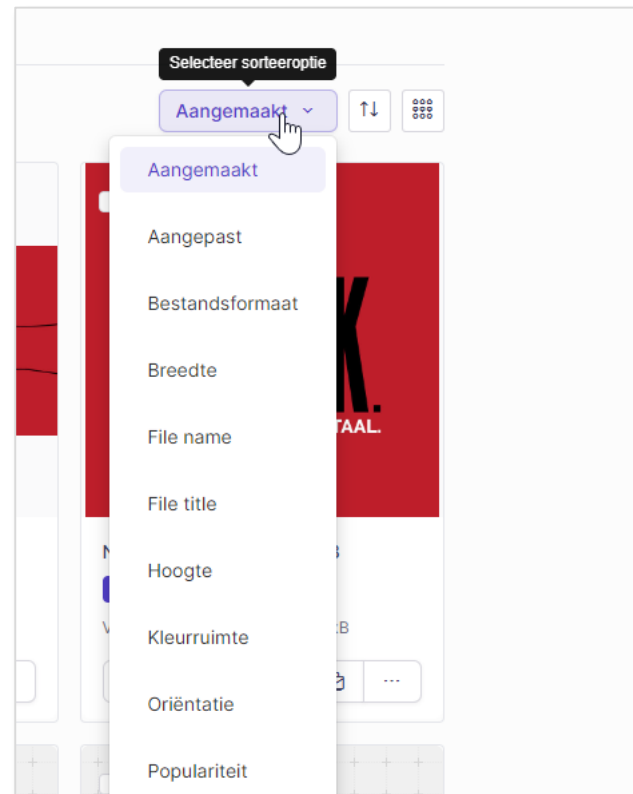 Selecteer sorteeroptie
Aangemaakt
Aangemaakt
Aangepast
Bestandsformaat
Breedte
File name
TAAL.
File title
Hoogte
Kleurruimte
Oriëntatie
Populariteit